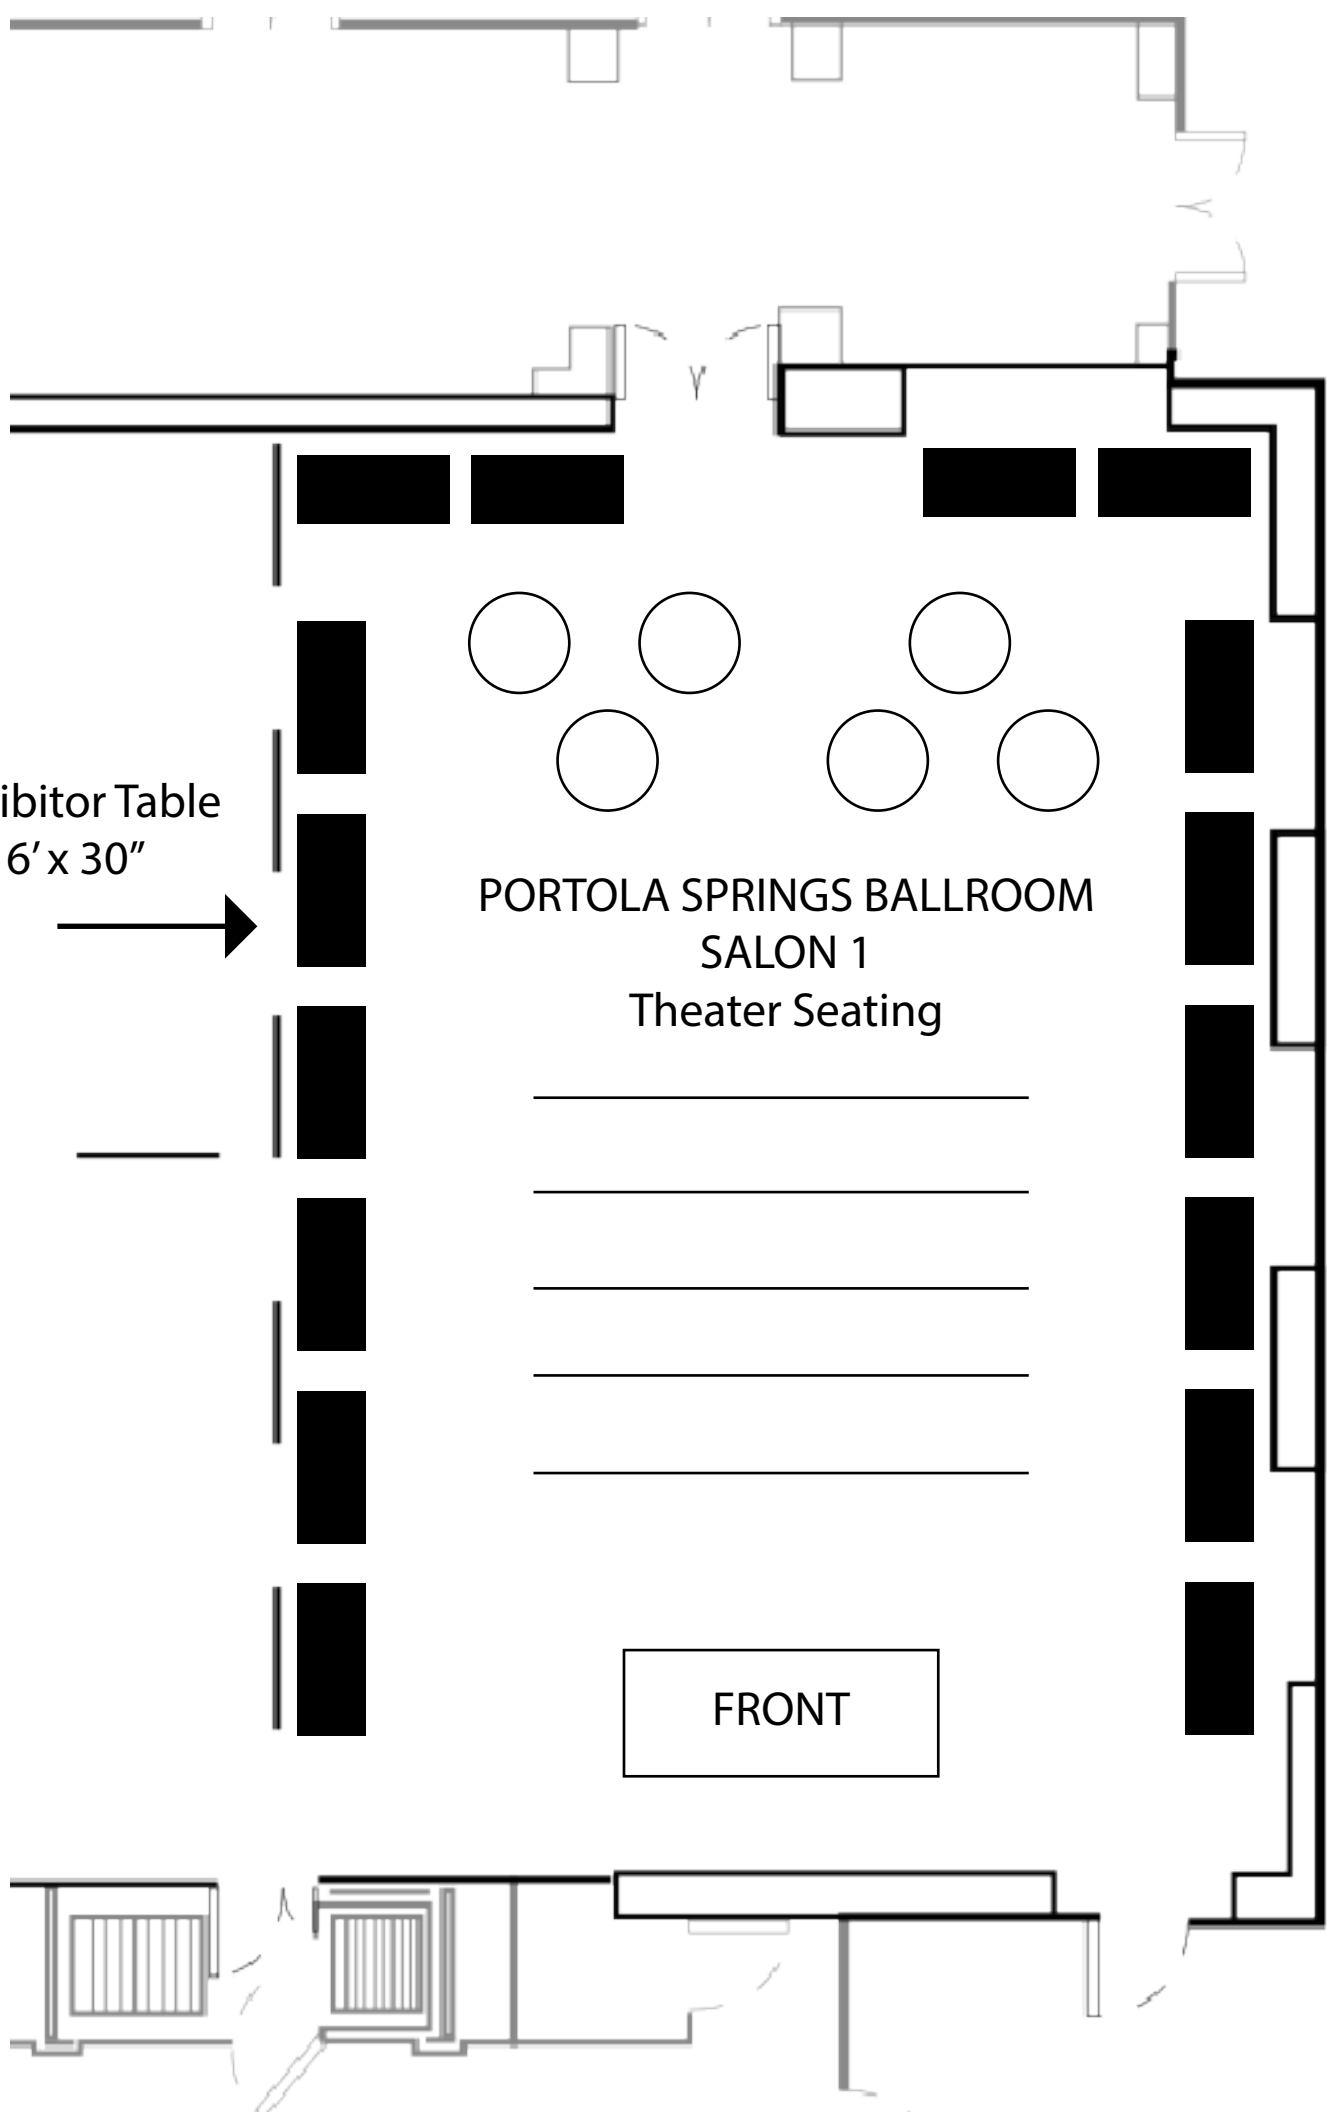 ibitor Table
6’ x 30”
PORTOLA SPRINGS BALLROOM
SALON 1
Theater Seating
FRONT